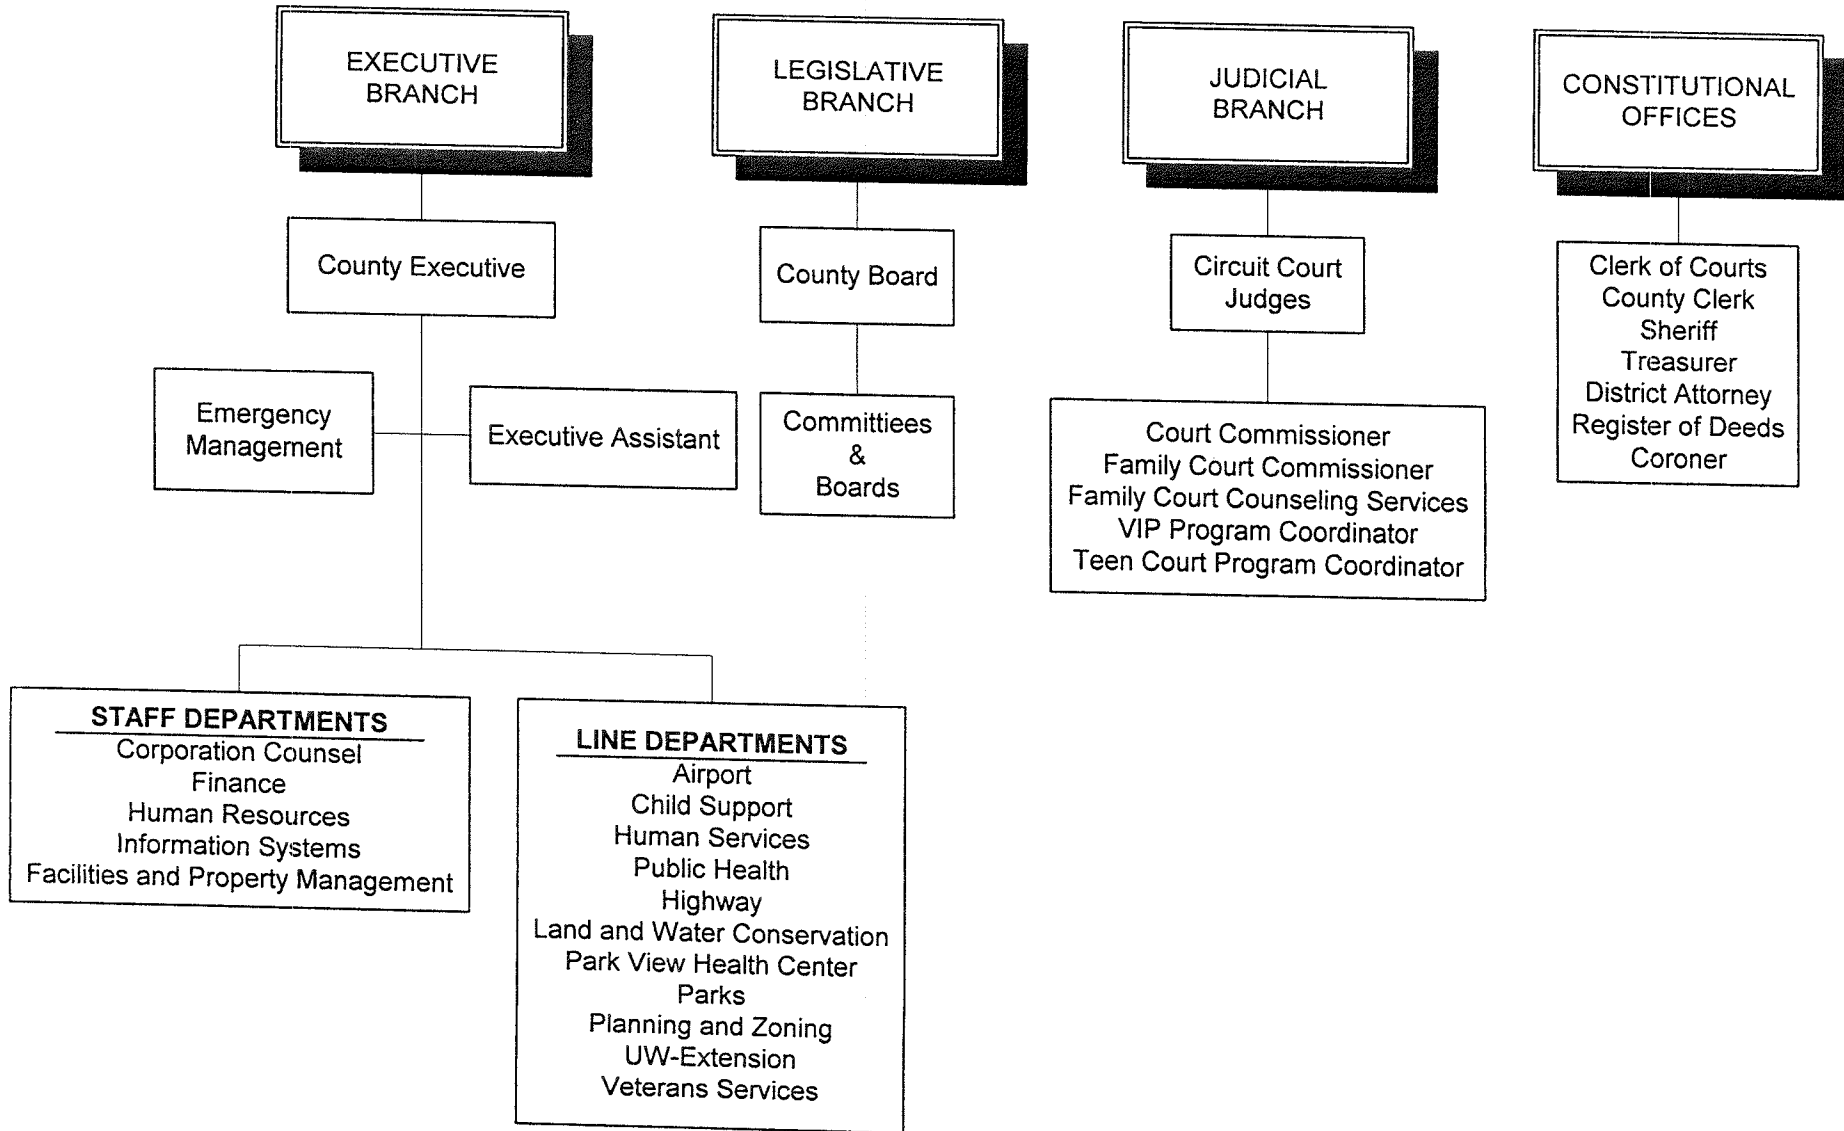 EXECUTIVE
BRANCH
County Executive
Emergency
Management
Executive Assistant
STAFF DEPARTMENTS
Corporation Counsel
Finance
Human Resources
Information Systems
Facilities and Property Management
LINE DEPARTMENTS
Airport
Child Support
Human Services
Public Health
Highway
Land and Water Conservation
Park View Health Center
Parks
Planning and Zoning
UW-Extension
Veterans Services
LEGISLATIVE
BRANCH
County Board
Committiees
&
Boards
JUDICIAL
BRANCH
Circuit Court
Judges
Court Commissioner
Family Court Commissioner
Family Court Counseling Services
VIP Program Coordinator
Teen Court Program Coordinator
CONSTITUTIONAL
OFFICES
Clerk of Courts
County Clerk
Sheriff
Treasurer
District Attorney
Register of Deeds
Coroner